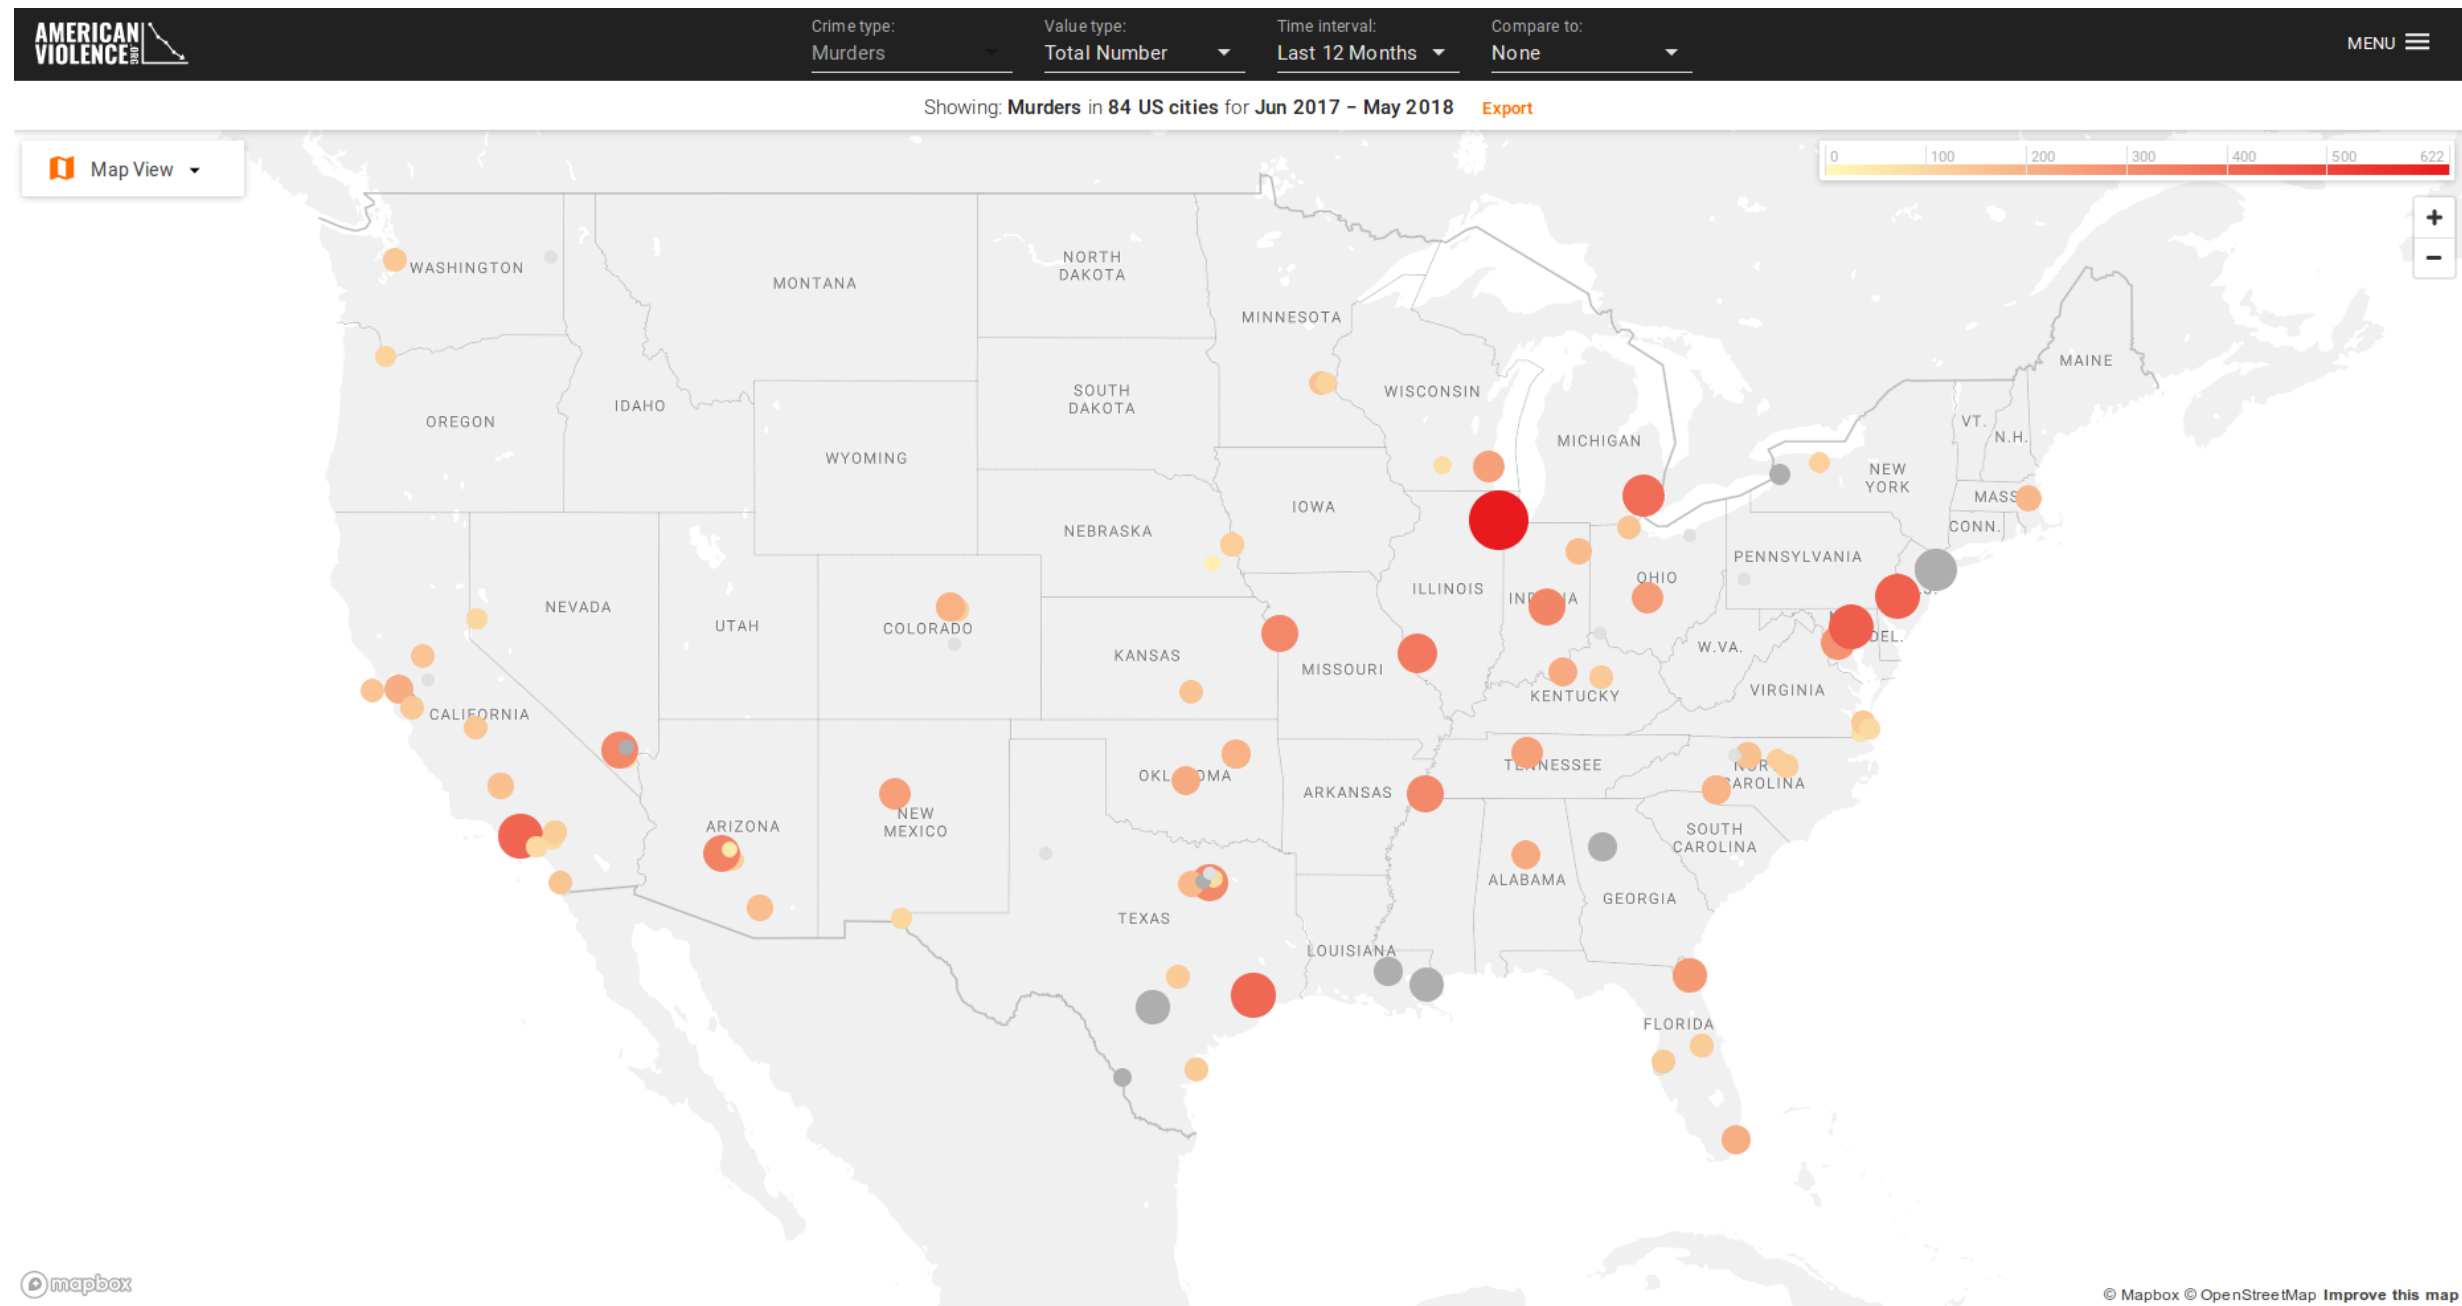 AMERICAN
VIOLENCE.ORG
Crime type:
Murders
Value type:
Total Number
Time interval:
Last 12 Months
Compare to:
None
MENU
Showing: Murders in 84 US cities for Jun 2017 – May 2018 Export
Map View
0 100 200 300 400 500 622
+
−
WASHINGTON
MONTANA
NORTH
DAKOTA
MINNESOTA
MAINE
OREGON
IDAHO
SOUTH
DAKOTA
WISCONSIN
VT.
N.H.
MICHIGAN
WYOMING
NEW
YORK
MASS
IOWA
CONN.
NEBRASKA
PENNSYLVANIA
OHIO
ILLINOIS
NEVADA
UTAH
COLORADO
DEL.
W.VA.
KANSAS
MISSOURI
KENTUCKY
VIRGINIA
CALIFORNIA
TENNESSEE
ARKANSAS
CAROLINA
ARIZONA
NEW
MEXICO
SOUTH
CAROLINA
ALABAMA
GEORGIA
TEXAS
LOUISIANA
FLORIDA
mapbox
© Mapbox © OpenStreetMap Improve this map